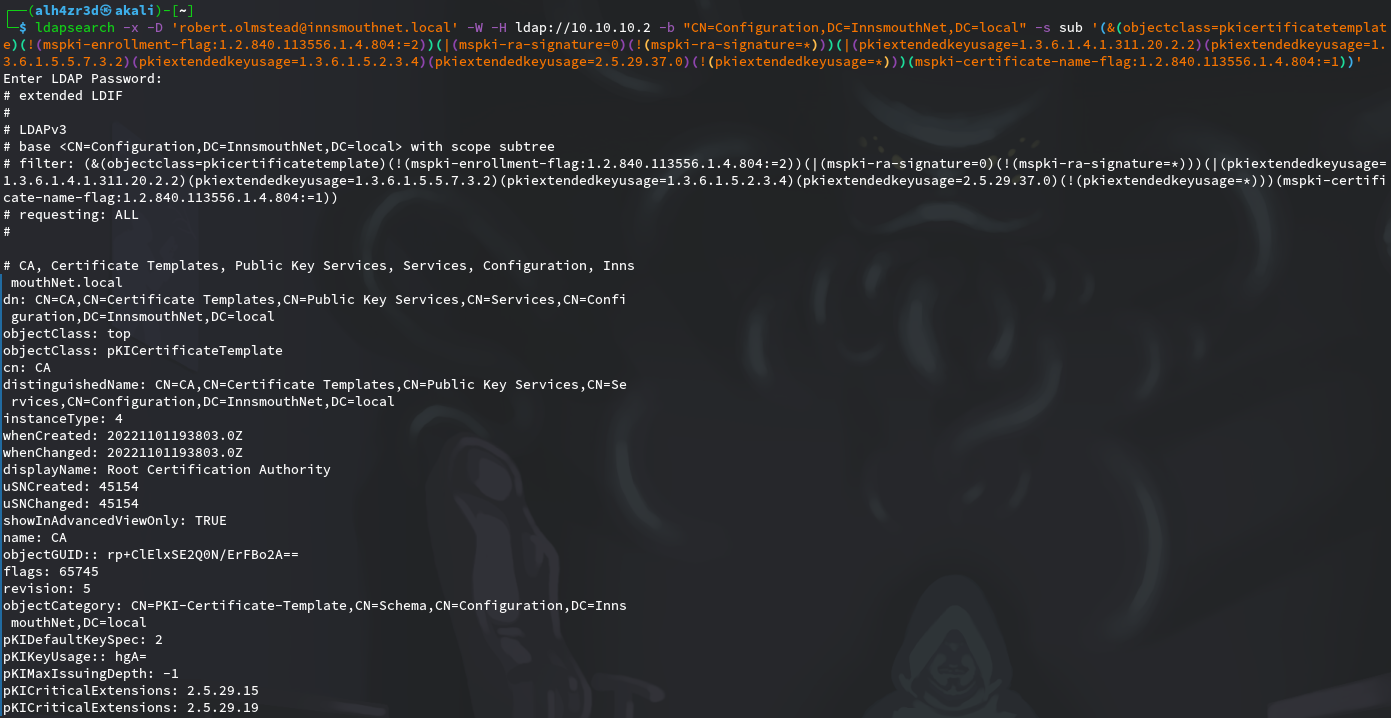 ┌──(alh4zr3d㉿akali)-[~]
└─$ ldapsearch -x -D 'robert.olmstead@innsmouthnet.local' -W -H ldap://10.10.10.2 -b "CN=Configuration,DC=InnsmouthNet,DC=local" -s sub '(&(objectclass=pkicertificatetemplat
e)(!(mspki-enrollment-flag:1.2.840.113556.1.4.804:=2))(|(mspki-ra-signature=0)(!(mspki-ra-signature=*)))(|(pkiextendedkeyusage=1.3.6.1.4.1.311.20.2.2)(pkiextendedkeyusage=1.
3.6.1.5.5.7.3.2)(pkiextendedkeyusage=1.3.6.1.5.2.3.4)(pkiextendedkeyusage=2.5.29.37.0)(!(pkiextendedkeyusage=*)))(mspki-certificate-name-flag:1.2.840.113556.1.4.804:=1))'
Enter LDAP Password:
# extended LDIF
#
# LDAPv3
# base <CN=Configuration,DC=InnsmouthNet,DC=local> with scope subtree
# filter: (&(objectclass=pkicertificatetemplate)(!(mspki-enrollment-flag:1.2.840.113556.1.4.804:=2))(|(mspki-ra-signature=0)(!(mspki-ra-signature=*)))(|(pkiextendedkeyusage=
1.3.6.1.4.1.311.20.2.2)(pkiextendedkeyusage=1.3.6.1.5.5.7.3.2)(pkiextendedkeyusage=1.3.6.1.5.2.3.4)(pkiextendedkeyusage=2.5.29.37.0)(!(pkiextendedkeyusage=*)))(mspki-certifi
cate-name-flag:1.2.840.113556.1.4.804:=1))
# requesting: ALL
#
# CA, Certificate Templates, Public Key Services, Services, Configuration, Inns
 mouthNet.local
dn: CN=CA,CN=Certificate Templates,CN=Public Key Services,CN=Services,CN=Confi
 guration,DC=InnsmouthNet,DC=local
objectClass: top
objectClass: pKICertificateTemplate
cn: CA
distinguishedName: CN=CA,CN=Certificate Templates,CN=Public Key Services,CN=Se
 rvices,CN=Configuration,DC=InnsmouthNet,DC=local
instanceType: 4
whenCreated: 20221101193803.0Z
whenChanged: 20221101193803.0Z
displayName: Root Certification Authority
uSNCreated: 45154
uSNChanged: 45154
showInAdvancedViewOnly: TRUE
name: CA
objectGUID:: rp+ClElxSE2Q0N/ErFBo2A==
flags: 65745
revision: 5
objectCategory: CN=PKI-Certificate-Template,CN=Schema,CN=Configuration,DC=Inns
 mouthNet,DC=local
pKIDefaultKeySpec: 2
pKIKeyUsage:: hgA=
pKIMaxIssuingDepth: -1
pKICriticalExtensions: 2.5.29.15
pKICriticalExtensions: 2.5.29.19